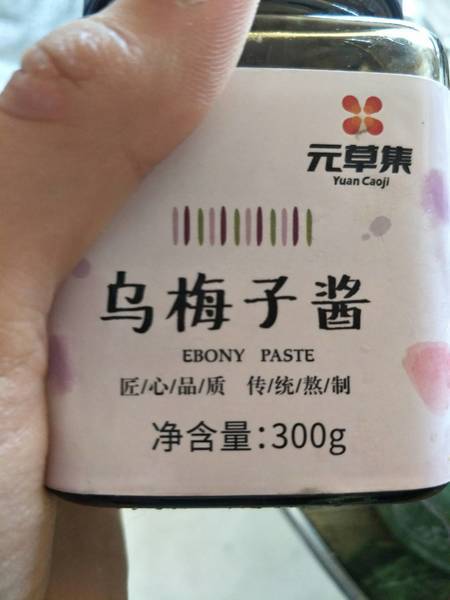 元草集
Yuan Caoji
乌梅子酱
EBONY PASTE
匠/心/品/质 传/统/熬/制
净含量:300g